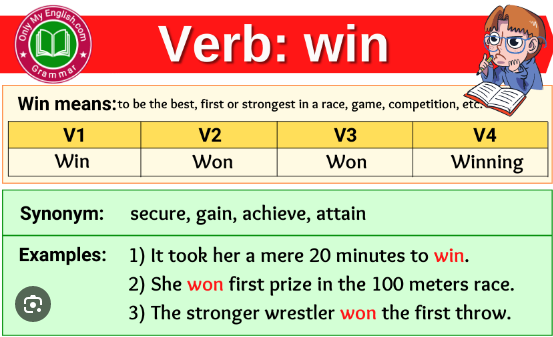 Only My English.com
Grammar
Verb: win
Win means: to be the best, first or strongest in a race, game, competition, etc.
V1 V2 V3 V4
Win Won Won Winning
Synonym: secure, gain, achieve, attain
Examples: 1) It took her a mere 20 minutes to win.
2) She won first prize in the 100 meters race.
3) The stronger wrestler won the first throw.